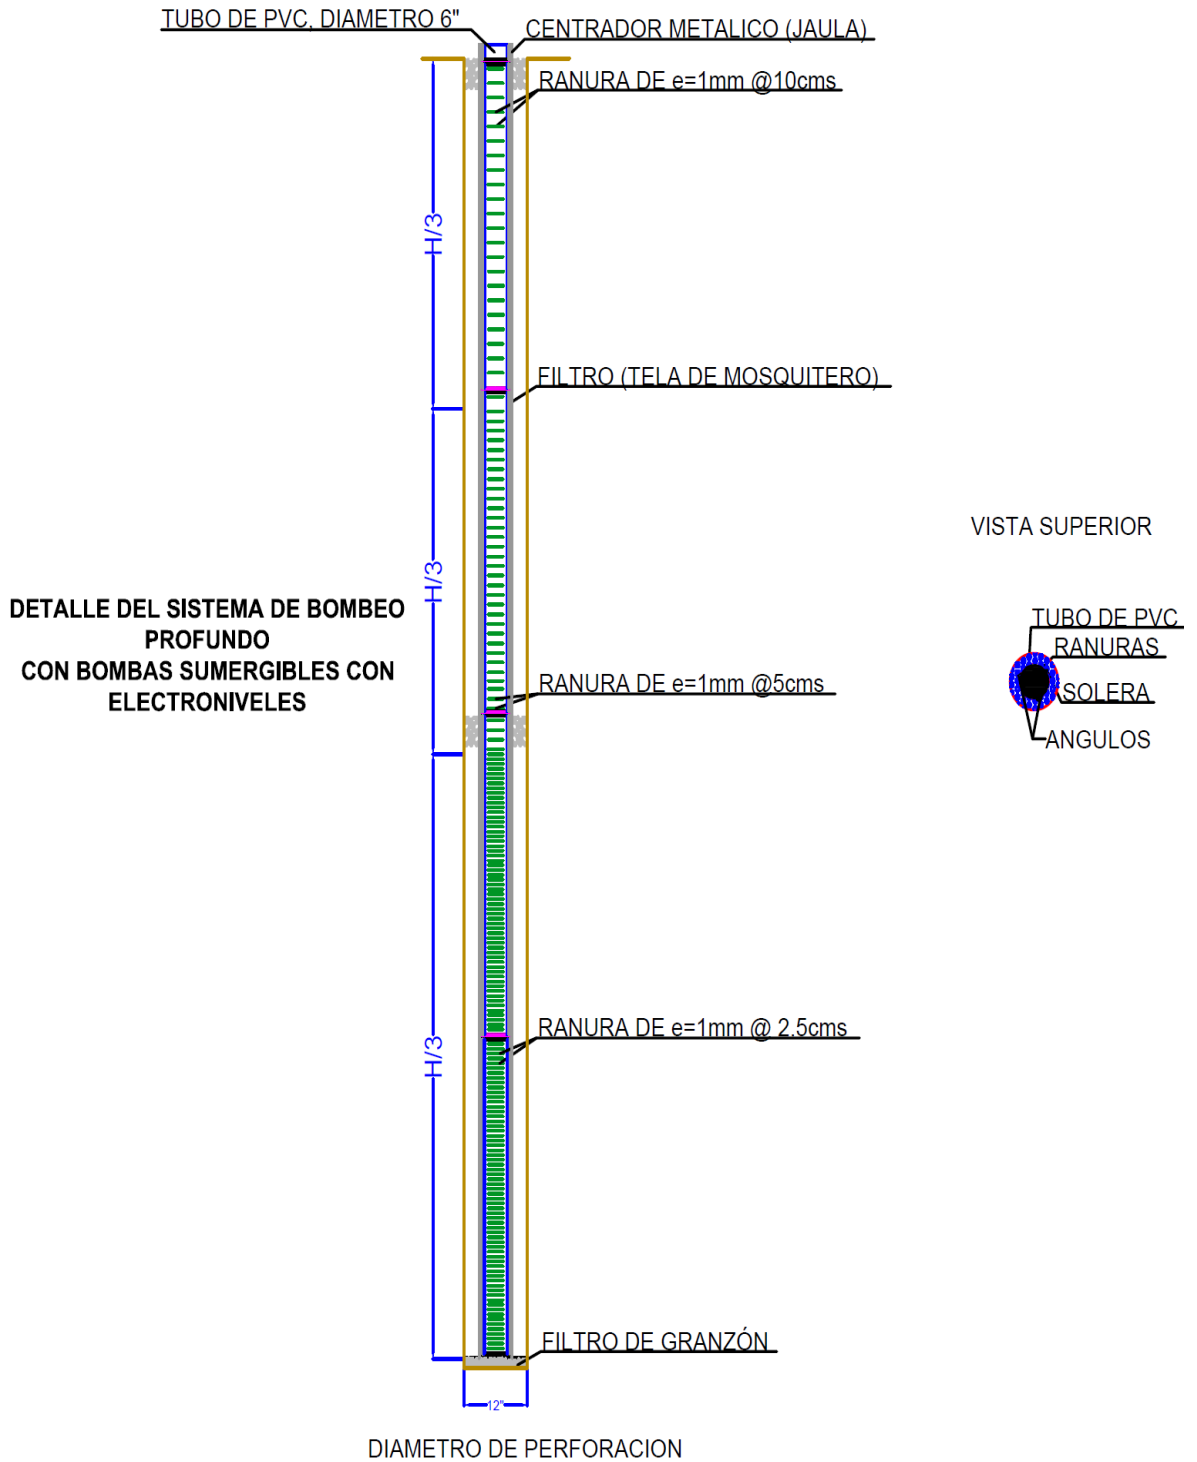 TUBO DE PVC, DIAMETRO 6"
CENTRADOR METALICO (JAULA)
RANURA DE e=1mm @10cms
H/3
FILTRO (TELA DE MOSQUITERO)
VISTA SUPERIOR
H/3
DETALLE DEL SISTEMA DE BOMBEO
PROFUNDO
CON BOMBAS SUMERGIBLES CON
ELECTRONIVELES
TUBO DE PVC
RANURAS
SOLERA
ANGULOS
RANURA DE e=1mm @5cms
RANURA DE e=1mm @ 2.5cms
H/3
FILTRO DE GRANZÓN
12"
DIAMETRO DE PERFORACION